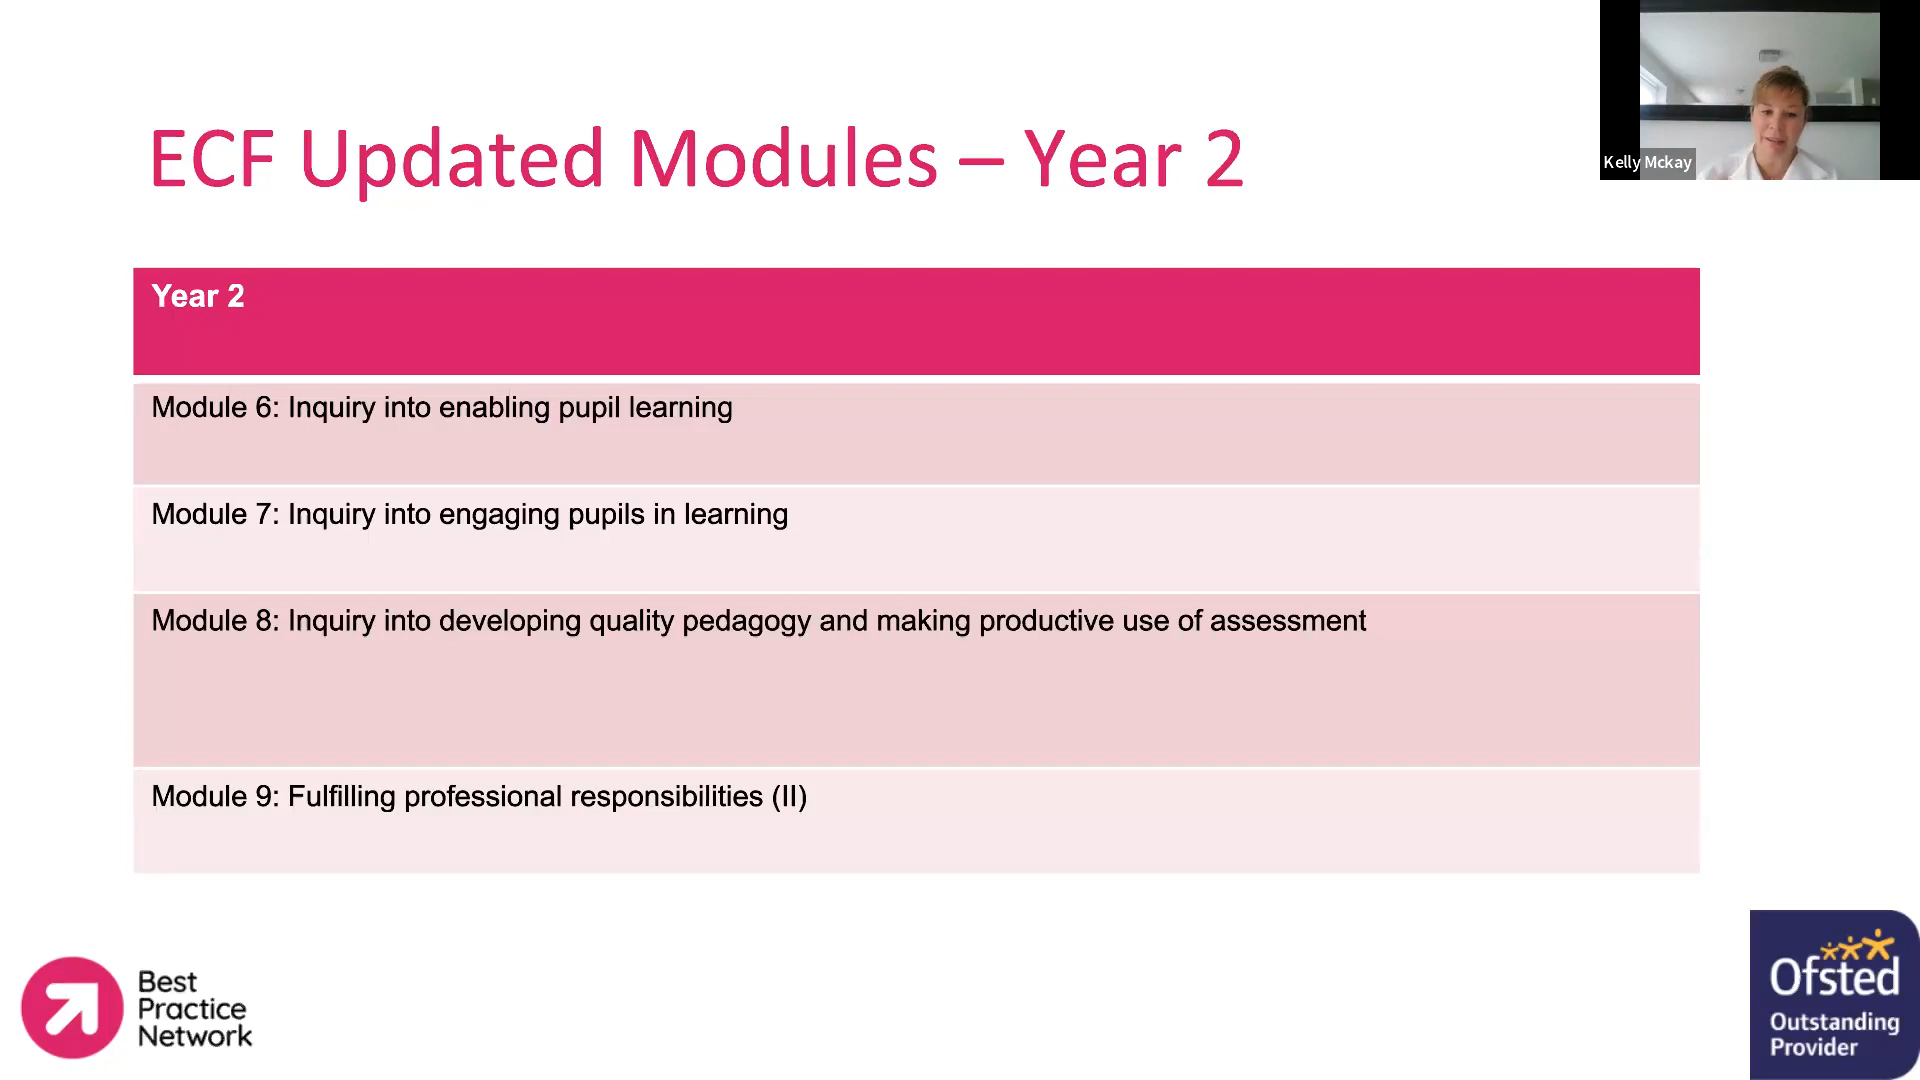 ECF Updated Modules – Year 2
Kelly Mckay
Year 2
Module 6: Inquiry into enabling pupil learning
Module 7: Inquiry into engaging pupils in learning
Module 8: Inquiry into developing quality pedagogy and making productive use of assessment
Module 9: Fulfilling professional responsibilities (II)
Best
Practice
Network
Ofsted
Outstanding
Provider